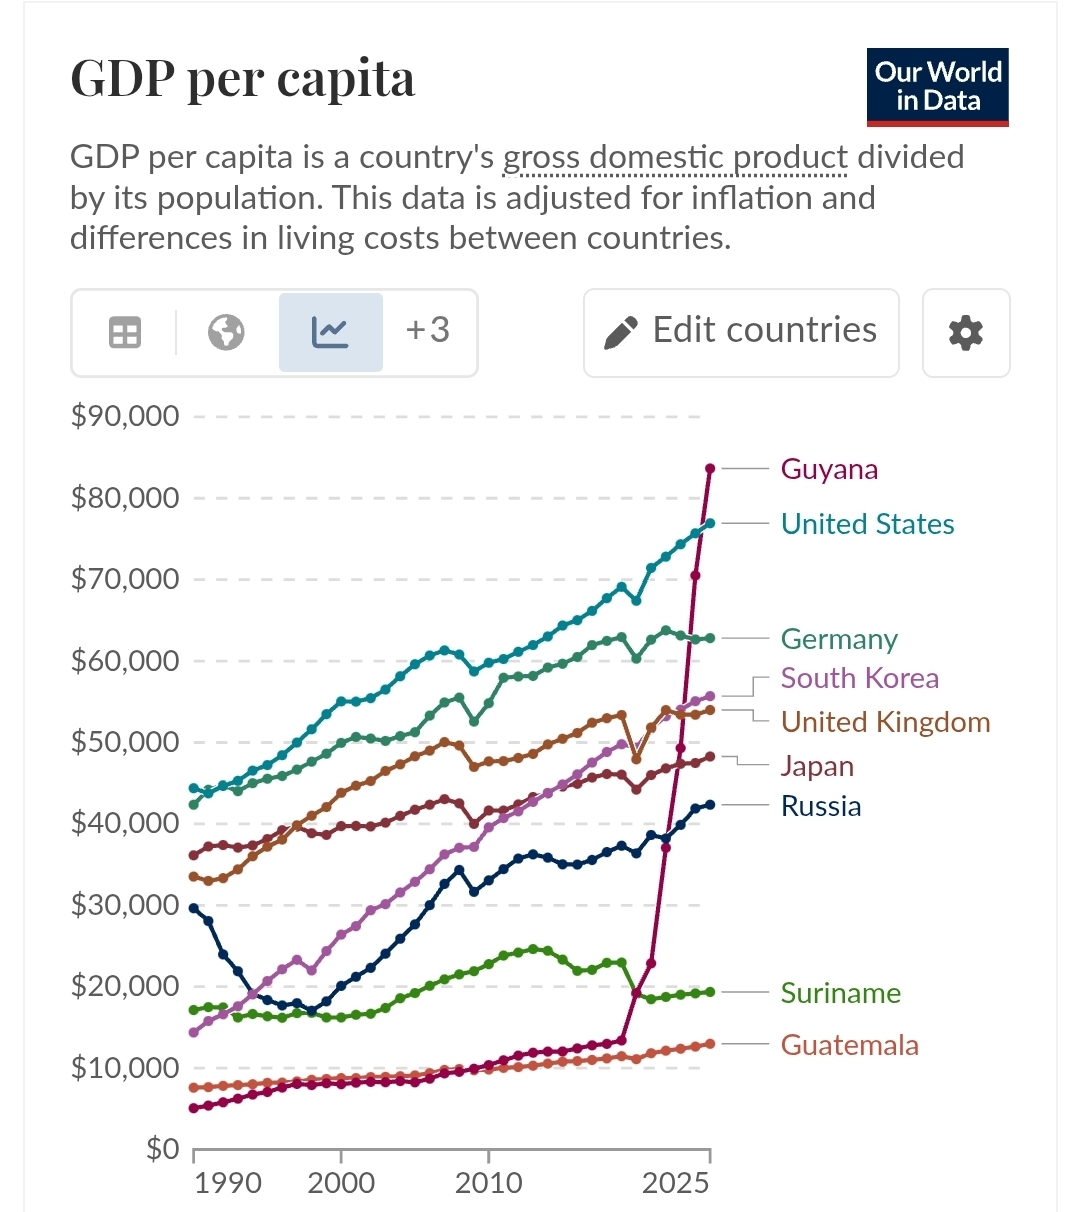 GDP per capita
Our World
in Data
GDP per capita is a country's gross domestic product divided
by its population. This data is adjusted for inflation and
differences in living costs between countries.
+3
Edit countries
$90,000
Guyana
$80,000
United States
$70,000
Germany
$60,000
South Korea
United Kingdom
$50,000
Japan
Russia
$40,000
$30,000
$20,000
Suriname
Guatemala
$10,000
$0
1990 2000 2010 2025